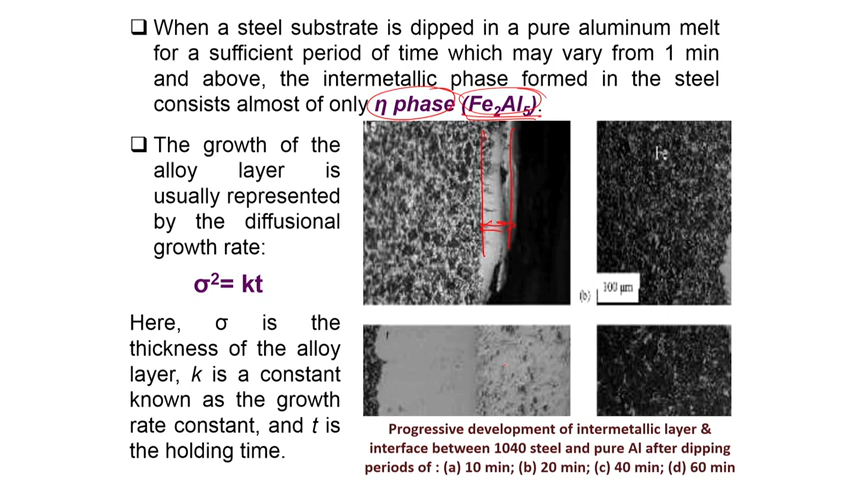 ❑ When a steel substrate is dipped in a pure aluminum melt
for a sufficient period of time which may vary from 1 min
and above, the intermetallic phase formed in the steel
consists almost of only η phase (Fe₂Al₅).
❑ The growth of the
alloy layer is
usually represented
by the diffusional
growth rate:
σ²= kt
Here, σ is the
thickness of the alloy
layer, k is a constant
known as the growth
rate constant, and t is
the holding time.
Fe
(b)
100 µm
Progressive development of intermetallic layer &
interface between 1040 steel and pure Al after dipping
periods of : (a) 10 min; (b) 20 min; (c) 40 min; (d) 60 min